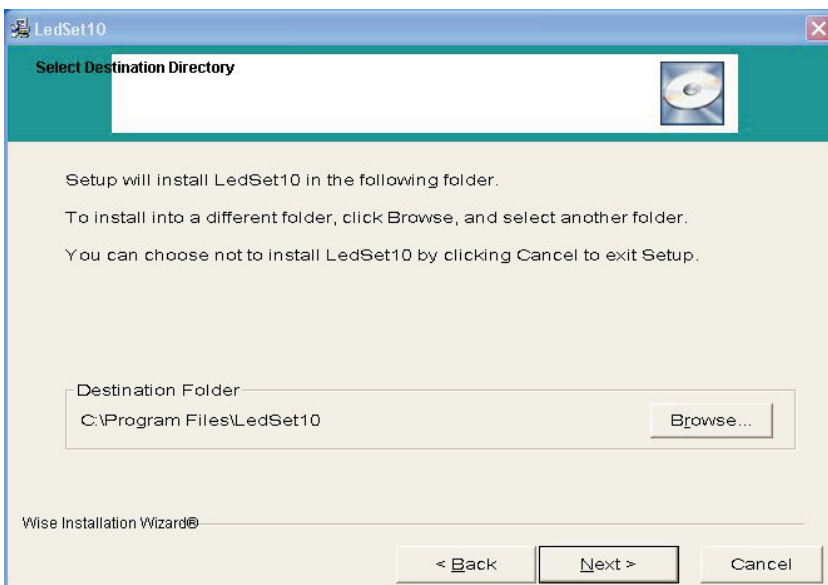 LedSet10
Select Destination Directory
Setup will install LedSet10 in the following folder.
To install into a different folder, click Browse, and select another folder.
You can choose not to install LedSet10 by clicking Cancel to exit Setup.
Destination Folder
C:\Program Files\LedSet10
Browse...
Wise Installation Wizard®
< Back
Next >
Cancel